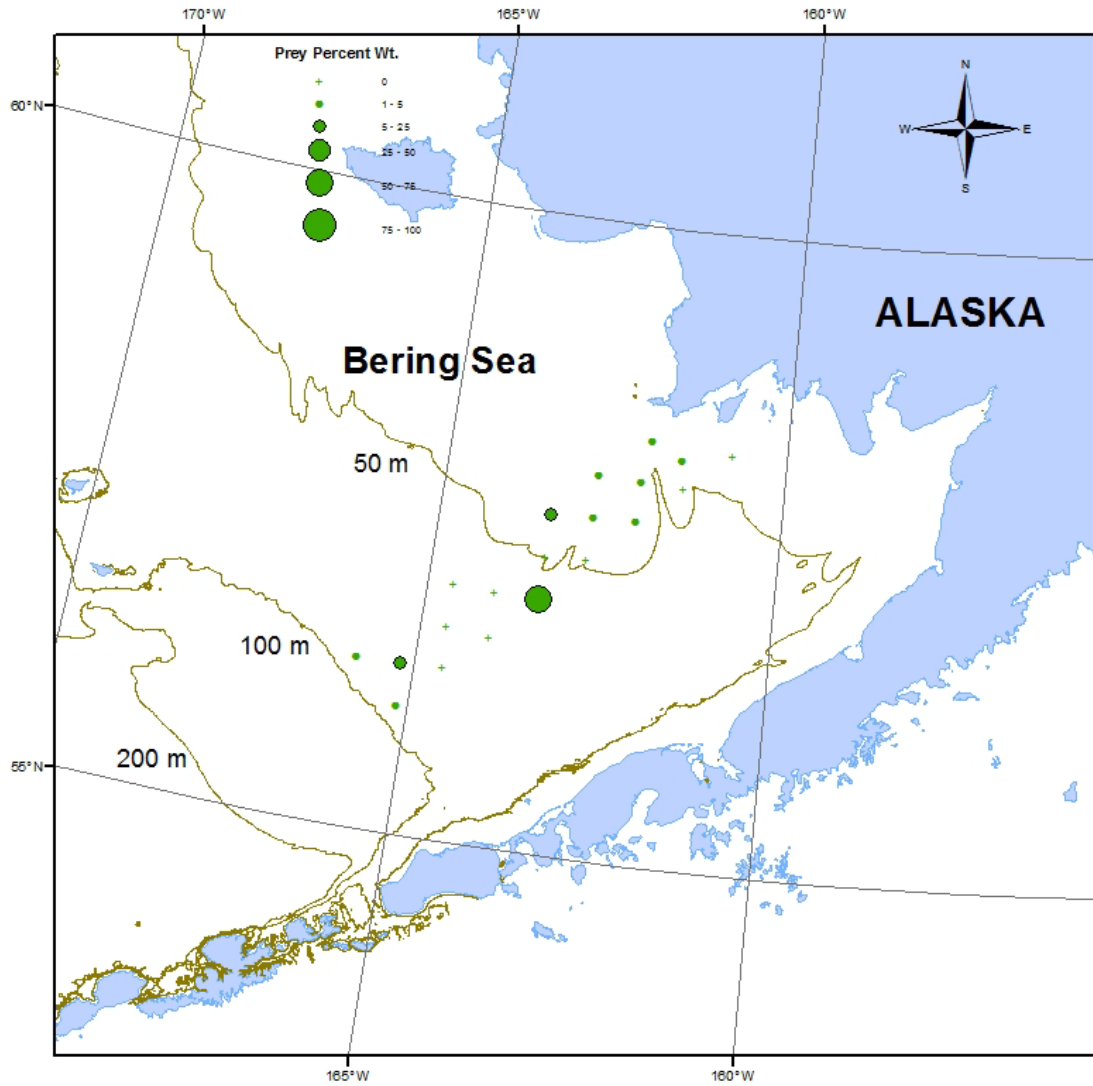 170°W 165°W 160°W
Prey Percent Wt.
0
1 - 5
5 - 25
25 - 50
50 - 75
75 - 100
N
W E
S
60°N
ALASKA
Bering Sea
50 m
100 m
200 m
55°N
165°W 160°W